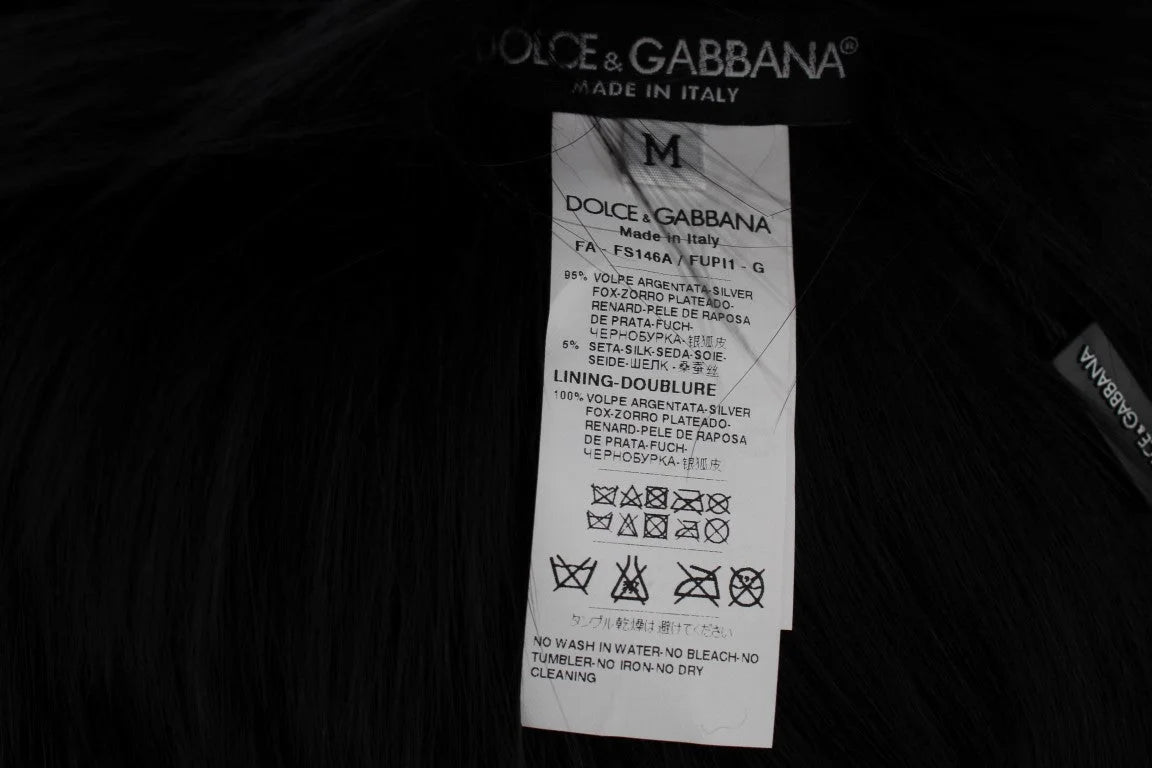 DOLCE & GABBANA®
MADE IN ITALY
M
DOLCE & GABBANA
Made in Italy
FA - FS146A / FUPI1 - G
95% VOLPE ARGENTATA-SILVER
FOX-ZORRO PLATEADO-
RENARD-PELE DE RAPOSA
DE PRATA-FUCH-
ЧЕРНОБУРКА-银狐皮
5% SETA-SILK-SEDA-SOIE-
SEIDE-ШЕЛК - 桑蚕丝
LINING-DOUBLURE
100% VOLPE ARGENTATA-SILVER
FOX-ZORRO PLATEADO-
RENARD-PELE DE RAPOSA
DE PRATA-FUCH-
ЧЕРНОБУРКА-银狐皮
タンブル乾燥は避けてください
NO WASH IN WATER-NO BLEACH-NO
TUMBLER-NO IRON-NO DRY
CLEANING
CE & GABBANA